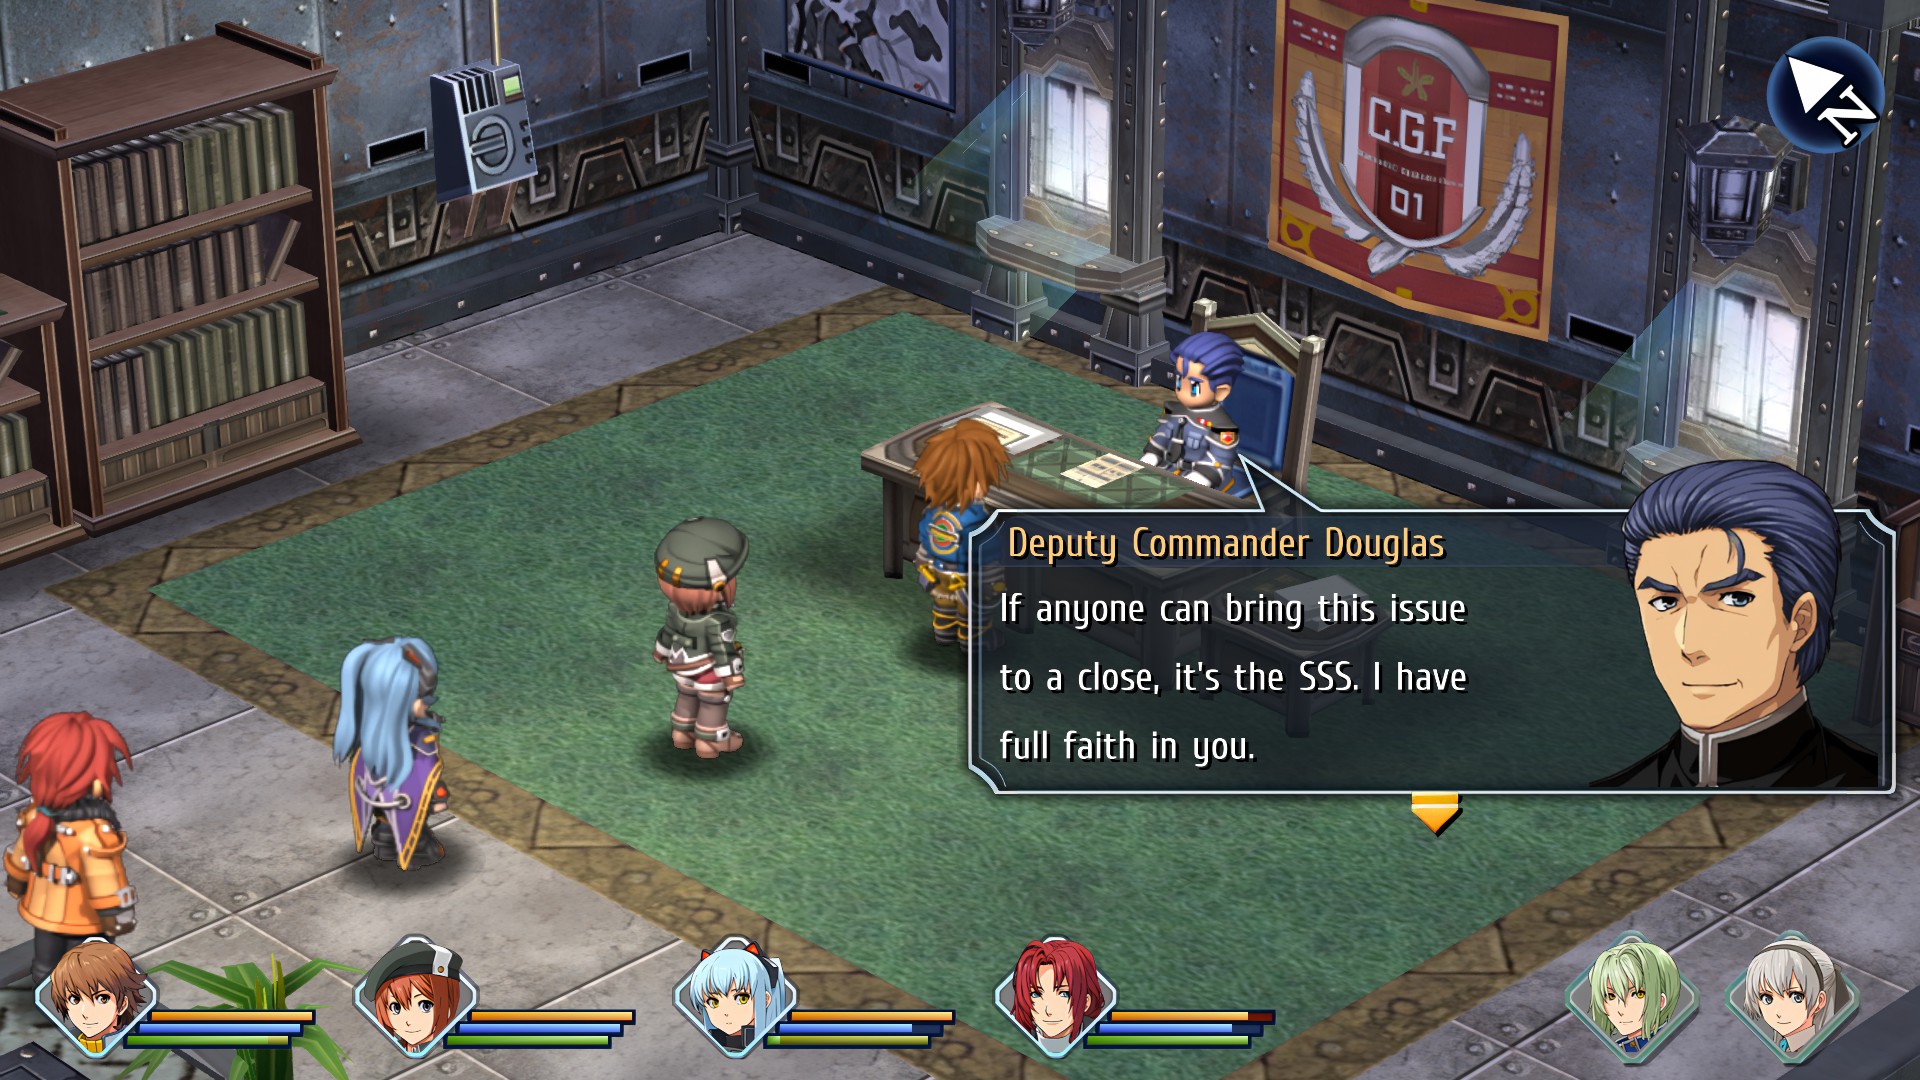 C.G.F
01
N
Deputy Commander Douglas
If anyone can bring this issue
to a close, it's the SSS. I have
full faith in you.